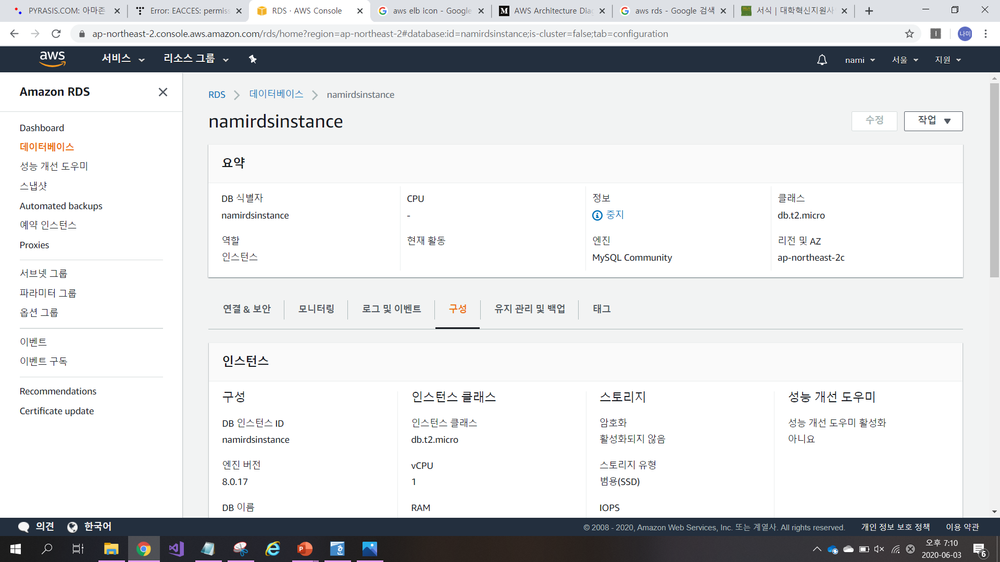 PYRASIS.COM: 아마존
Error: EACCES: permiss
RDS · AWS Console
aws elb icon - Google
AWS Architecture Diag
aws rds - Google 검색
서식 | 대학혁신지원사
ap-northeast-2.console.aws.amazon.com/rds/home?region=ap-northeast-2#database:id=namirdsinstance;is-cluster=false;tab=configuration
나미
aws
서비스
리소스 그룹
nami
서울
지원
Amazon RDS
Dashboard
데이터베이스
성능 개선 도우미
스냅샷
Automated backups
예약 인스턴스
Proxies
서브넷 그룹
파라미터 그룹
옵션 그룹
이벤트
이벤트 구독
Recommendations
Certificate update
RDS 데이터베이스 namirdsinstance
namirdsinstance
수정
작업
요약
DB 식별자
namirdsinstance
CPU
-
정보
중지
클래스
db.t2.micro
역할
인스턴스
현재 활동
엔진
MySQL Community
리전 및 AZ
ap-northeast-2c
연결 & 보안
모니터링
로그 및 이벤트
구성
유지 관리 및 백업
태그
인스턴스
구성
DB 인스턴스 ID
namirdsinstance
엔진 버전
8.0.17
DB 이름
인스턴스 클래스
인스턴스 클래스
db.t2.micro
vCPU
1
RAM
스토리지
암호화
활성화되지 않음
스토리지 유형
범용(SSD)
IOPS
성능 개선 도우미
성능 개선 도우미 활성화
아니요
의견
한국어
© 2008 - 2020, Amazon Web Services, Inc. 또는 계열사. All rights reserved.
개인 정보 보호 정책
이용 약관
오후 7:10
2020-06-03
6